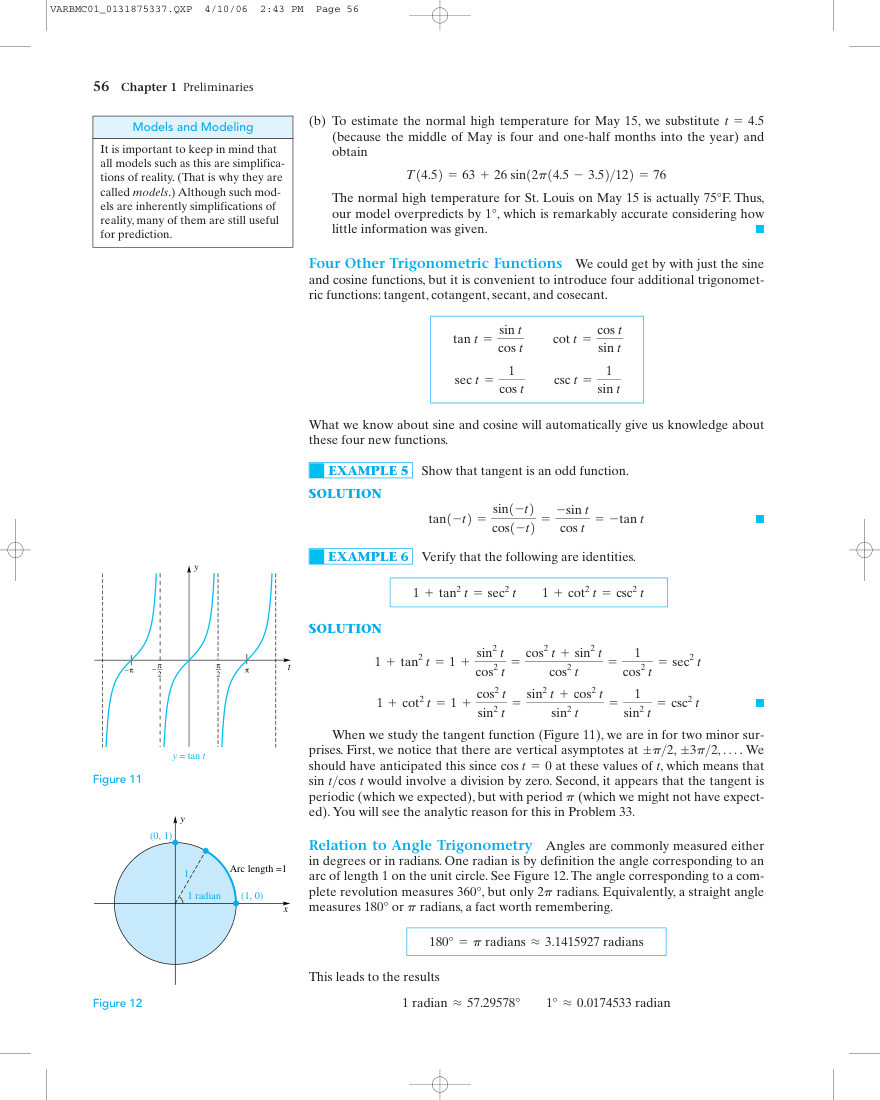 VARBMC01_0131875337.QXP 4/10/06 2:43 PM Page 56
56 Chapter 1 Preliminaries
Models and Modeling
It is important to keep in mind that
all models such as this are simplifica-
tions of reality. (That is why they are
called models.) Although such mod-
els are inherently simplifications of
reality, many of them are still useful
for prediction.
(b) To estimate the normal high temperature for May 15, we substitute t = 4.5
(because the middle of May is four and one-half months into the year) and
obtain
T(4.5) = 63 + 26 sin(2π(4.5 − 3.5)/12) = 76
The normal high temperature for St. Louis on May 15 is actually 75°F. Thus,
our model overpredicts by 1°, which is remarkably accurate considering how
little information was given.
Four Other Trigonometric Functions We could get by with just the sine
and cosine functions, but it is convenient to introduce four additional trigonomet-
ric functions: tangent, cotangent, secant, and cosecant.
tan t = sin t / cos t cot t = cos t / sin t
sec t = 1 / cos t csc t = 1 / sin t
What we know about sine and cosine will automatically give us knowledge about
these four new functions.
EXAMPLE 5 Show that tangent is an odd function.
SOLUTION
tan(−t) = sin(−t) / cos(−t) = −sin t / cos t = −tan t
EXAMPLE 6 Verify that the following are identities.
1 + tan² t = sec² t 1 + cot² t = csc² t
SOLUTION
1 + tan² t = 1 + sin² t / cos² t = cos² t + sin² t / cos² t = 1 / cos² t = sec² t
1 + cot² t = 1 + cos² t / sin² t = sin² t + cos² t / sin² t = 1 / sin² t = csc² t
When we study the tangent function (Figure 11), we are in for two minor sur-
prises. First, we notice that there are vertical asymptotes at ±π/2, ±3π/2, . . . . We
should have anticipated this since cos t = 0 at these values of t, which means that
sin t/cos t would involve a division by zero. Second, it appears that the tangent is
periodic (which we expected), but with period π (which we might not have expect-
ed). You will see the analytic reason for this in Problem 33.
y
−π −π/2 π/2 π t
y = tan t
Figure 11
Relation to Angle Trigonometry Angles are commonly measured either
in degrees or in radians. One radian is by definition the angle corresponding to an
arc of length 1 on the unit circle. See Figure 12. The angle corresponding to a com-
plete revolution measures 360°, but only 2π radians. Equivalently, a straight angle
measures 180° or π radians, a fact worth remembering.
180° = π radians ≈ 3.1415927 radians
This leads to the results
1 radian ≈ 57.29578° 1° ≈ 0.0174533 radian
y
(0, 1)
Arc length =1
1
1 radian (1, 0)
x
Figure 12